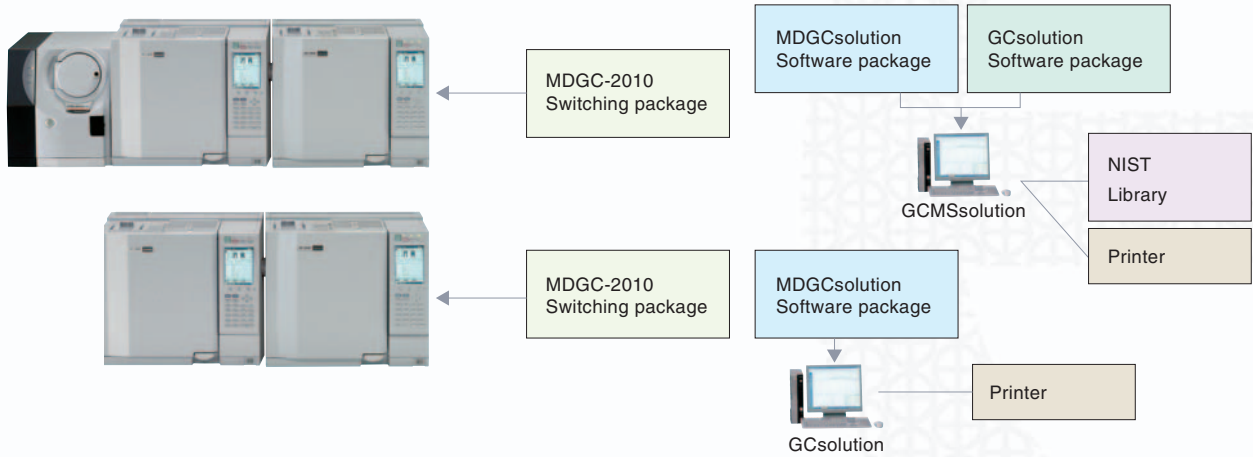 MDGC-2010
Switching package
MDGCsolution
Software package
GCsolution
Software package
GCMSsolution
NIST
Library
Printer
MDGC-2010
Switching package
MDGCsolution
Software package
GCsolution
Printer